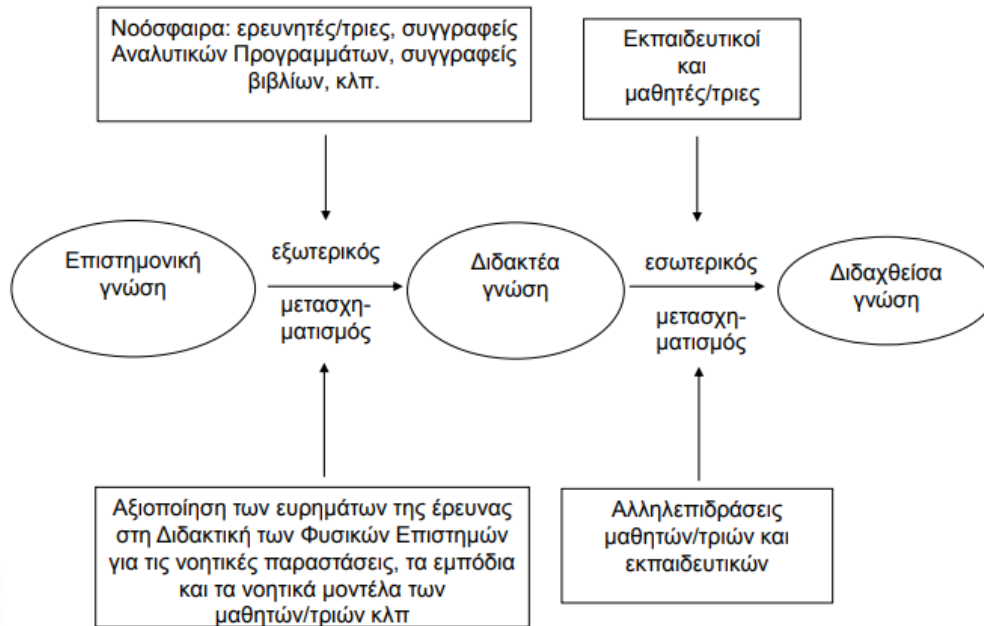 Νοόσφαιρα: ερευνητές/τριες, συγγραφείς
Αναλυτικών Προγραμμάτων, συγγραφείς
βιβλίων, κλπ.
Εκπαιδευτικοί
και
μαθητές/τριες
Επιστημονική
γνώση
εξωτερικός
μετασχη-
ματισμός
Διδακτέα
γνώση
εσωτερικός
μετασχη-
ματισμός
Διδαχθείσα
γνώση
Αξιοποίηση των ευρημάτων της έρευνας
στη Διδακτική των Φυσικών Επιστημών
για τις νοητικές παραστάσεις, τα εμπόδια
και τα νοητικά μοντέλα των
μαθητών/τριών κλπ
Αλληλεπιδράσεις
μαθητών/τριών και
εκπαιδευτικών